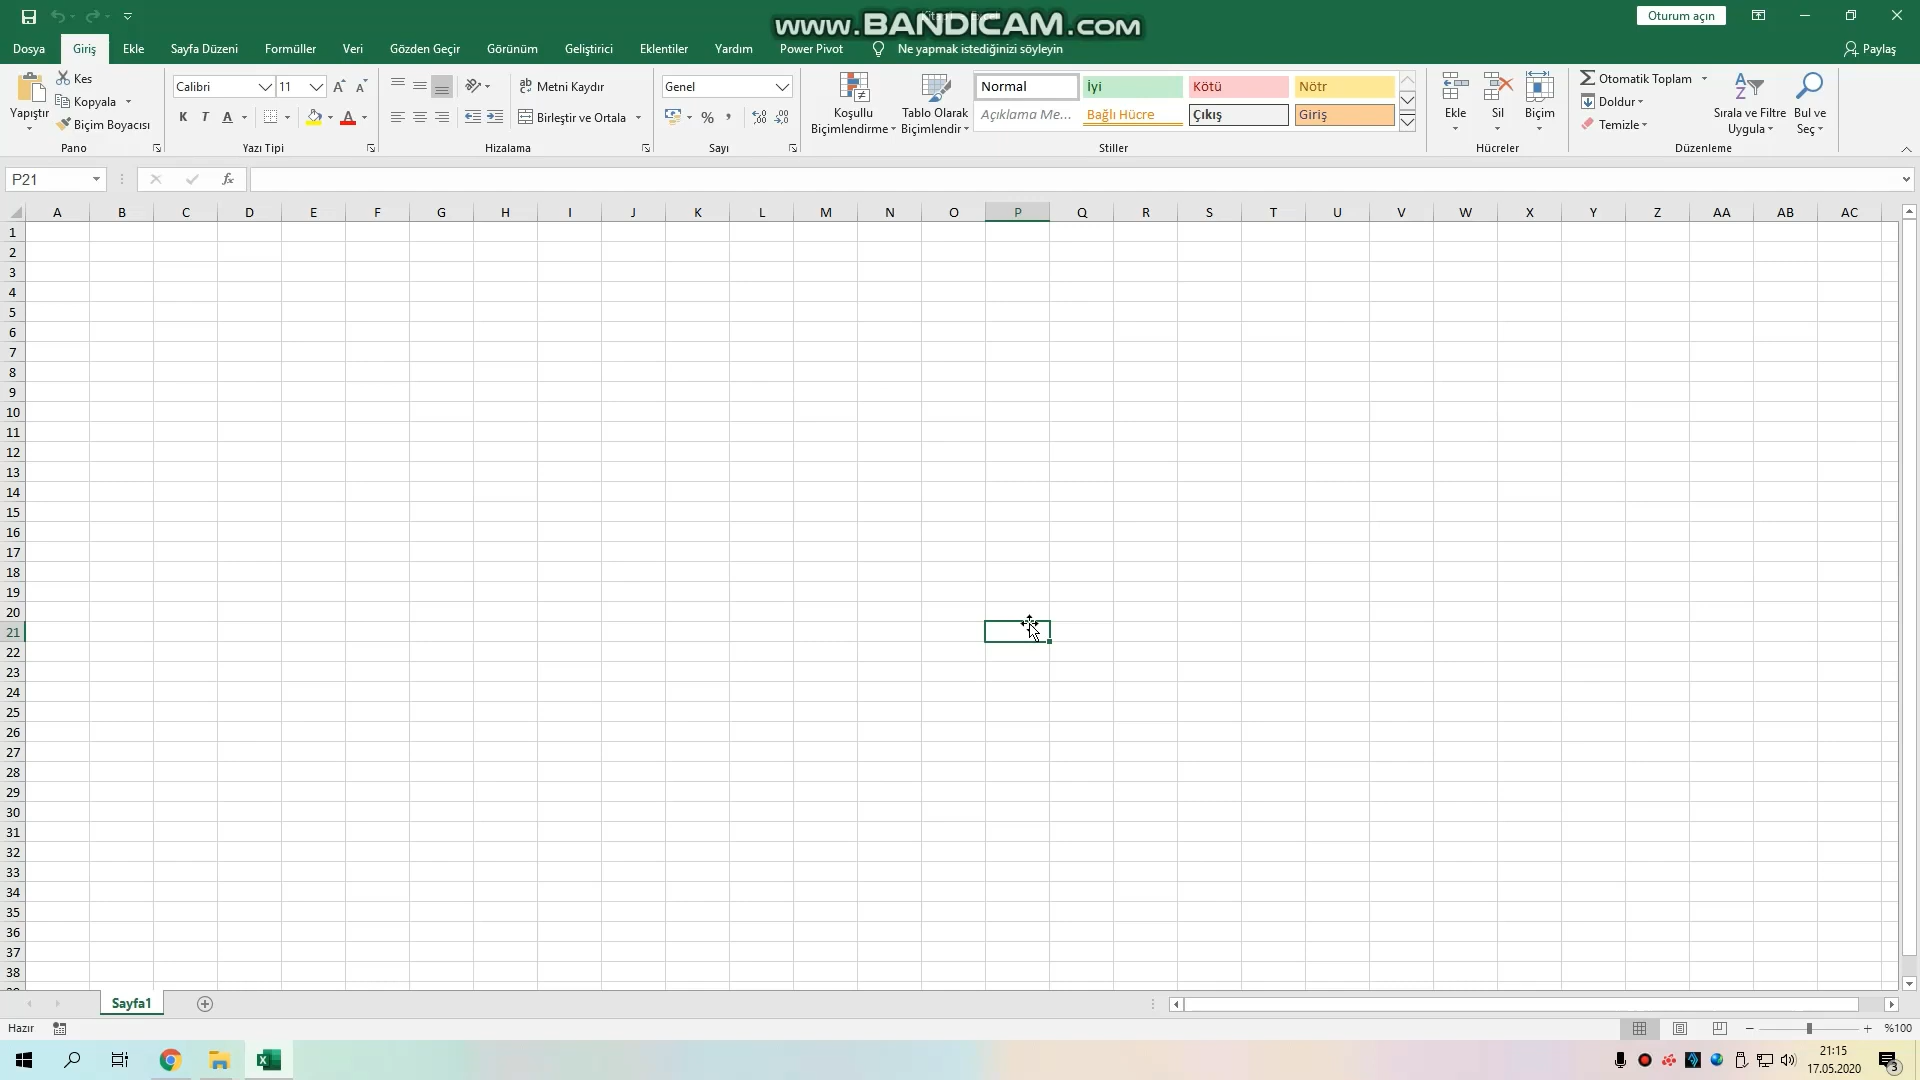 www.BANDICAM.com
Oturum açın
Dosya Giriş Ekle Sayfa Düzeni Formüller Veri Gözden Geçir Görünüm Geliştirici Eklentiler Yardım Power Pivot Ne yapmak istediğinizi söyleyin Paylaş
Yapıştır
Kes
Kopyala
Biçim Boyacısı
Pano
Calibri 11
K T A A
Yazı Tipi
Metni Kaydır
Birleştir ve Ortala
Hizalama
Genel
%
Sayı
Koşullu
Biçimlendirme
Tablo Olarak
Biçimlendir
Normal İyi Kötü Nötr
Açıklama Me... Bağlı Hücre Çıkış Giriş
Stiller
Ekle Sil Biçim
Hücreler
Otomatik Toplam
Doldur
Temizle
Sırala ve Filtre
Uygula
Bul ve
Seç
Düzenleme
P21 fx
A B C D E F G H I J K L M N O P Q R S T U V W X Y Z AA AB AC
1
2
3
4
5
6
7
8
9
10
11
12
13
14
15
16
17
18
19
20
21
22
23
24
25
26
27
28
29
30
31
32
33
34
35
36
37
38
Sayfa1
Hazır
%100
21:15
17.05.2020
3